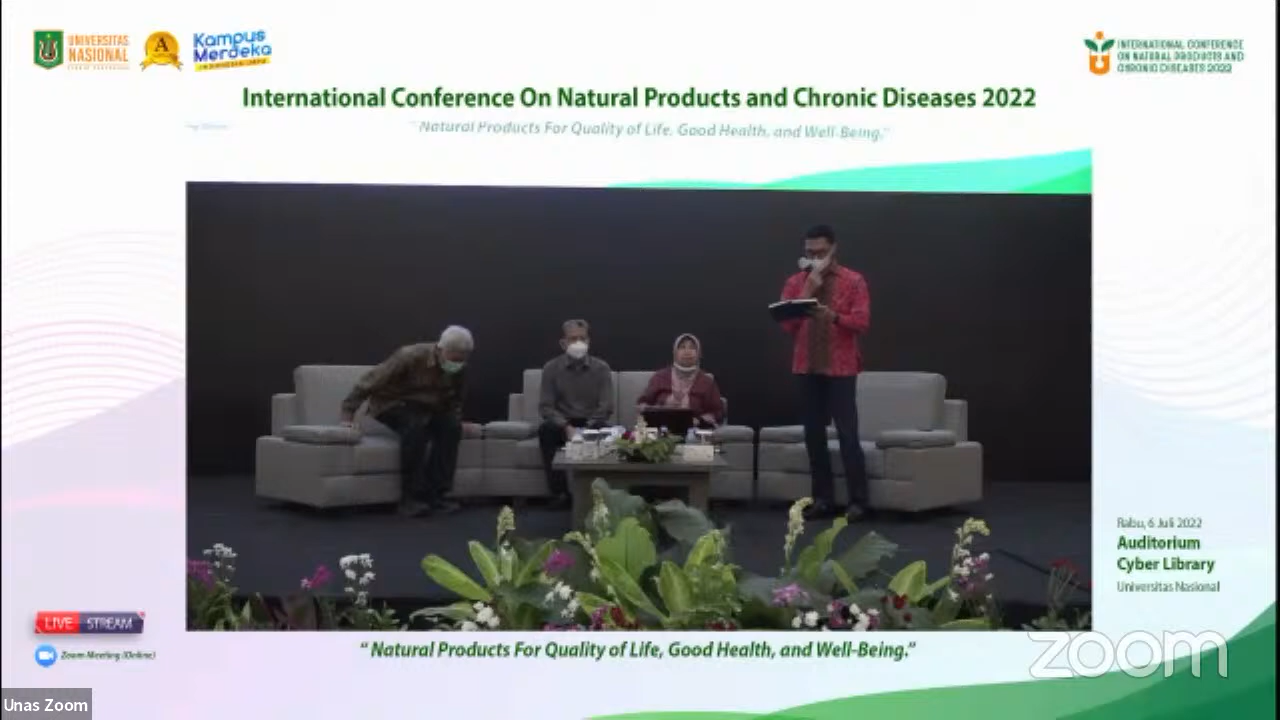 UNIVERSITAS
NASIONAL
A
Kampus
Merdeka
INTERNATIONAL CONFERENCE
ON NATURAL PRODUCTS AND
CHRONIC DISEASES 2022
International Conference On Natural Products and Chronic Diseases 2022
"Natural Products For Quality of Life, Good Health, and Well-Being."
Rabu, 6 Juli 2022
Auditorium
Cyber Library
Universitas Nasional
LIVE STREAM
Zoom Meeting (Online)
"Natural Products For Quality of Life, Good Health, and Well-Being."
zoom
Unas Zoom